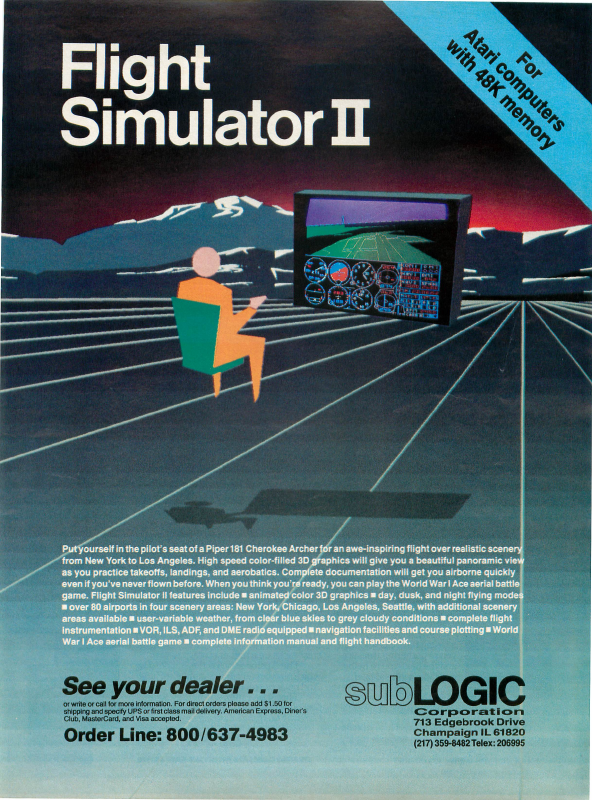 Flight
Simulator II
For
Atari computers
with 48K memory
Put yourself in the pilot's seat of a Piper 181 Cherokee Archer for an awe-inspiring flight over realistic scenery
from New York to Los Angeles. High speed color-filled 3D graphics will give you a beautiful panoramic view
as you practice takeoffs, landings, and aerobatics. Complete documentation will get you airborne quickly
even if you've never flown before. When you think you're ready, you can play the World War I Ace aerial battle
game. Flight Simulator II features include ■ animated color 3D graphics ■ day, dusk, and night flying modes
■ over 80 airports in four scenery areas: New York, Chicago, Los Angeles, Seattle, with additional scenery
areas available ■ user-variable weather, from clear blue skies to grey cloudy conditions ■ complete flight
instrumentation ■ VOR, ILS, ADF, and DME radio equipped ■ navigation facilities and course plotting ■ World
War I Ace aerial battle game ■ complete information manual and flight handbook.
See your dealer . . .
or write or call for more information. For direct orders please add $1.50 for
shipping and specify UPS or first class mail delivery. American Express, Diner's
Club, MasterCard, and Visa accepted.
Order Line: 800/637-4983
subLOGIC
Corporation
713 Edgebrook Drive
Champaign IL 61820
(217) 359-8482 Telex: 206995